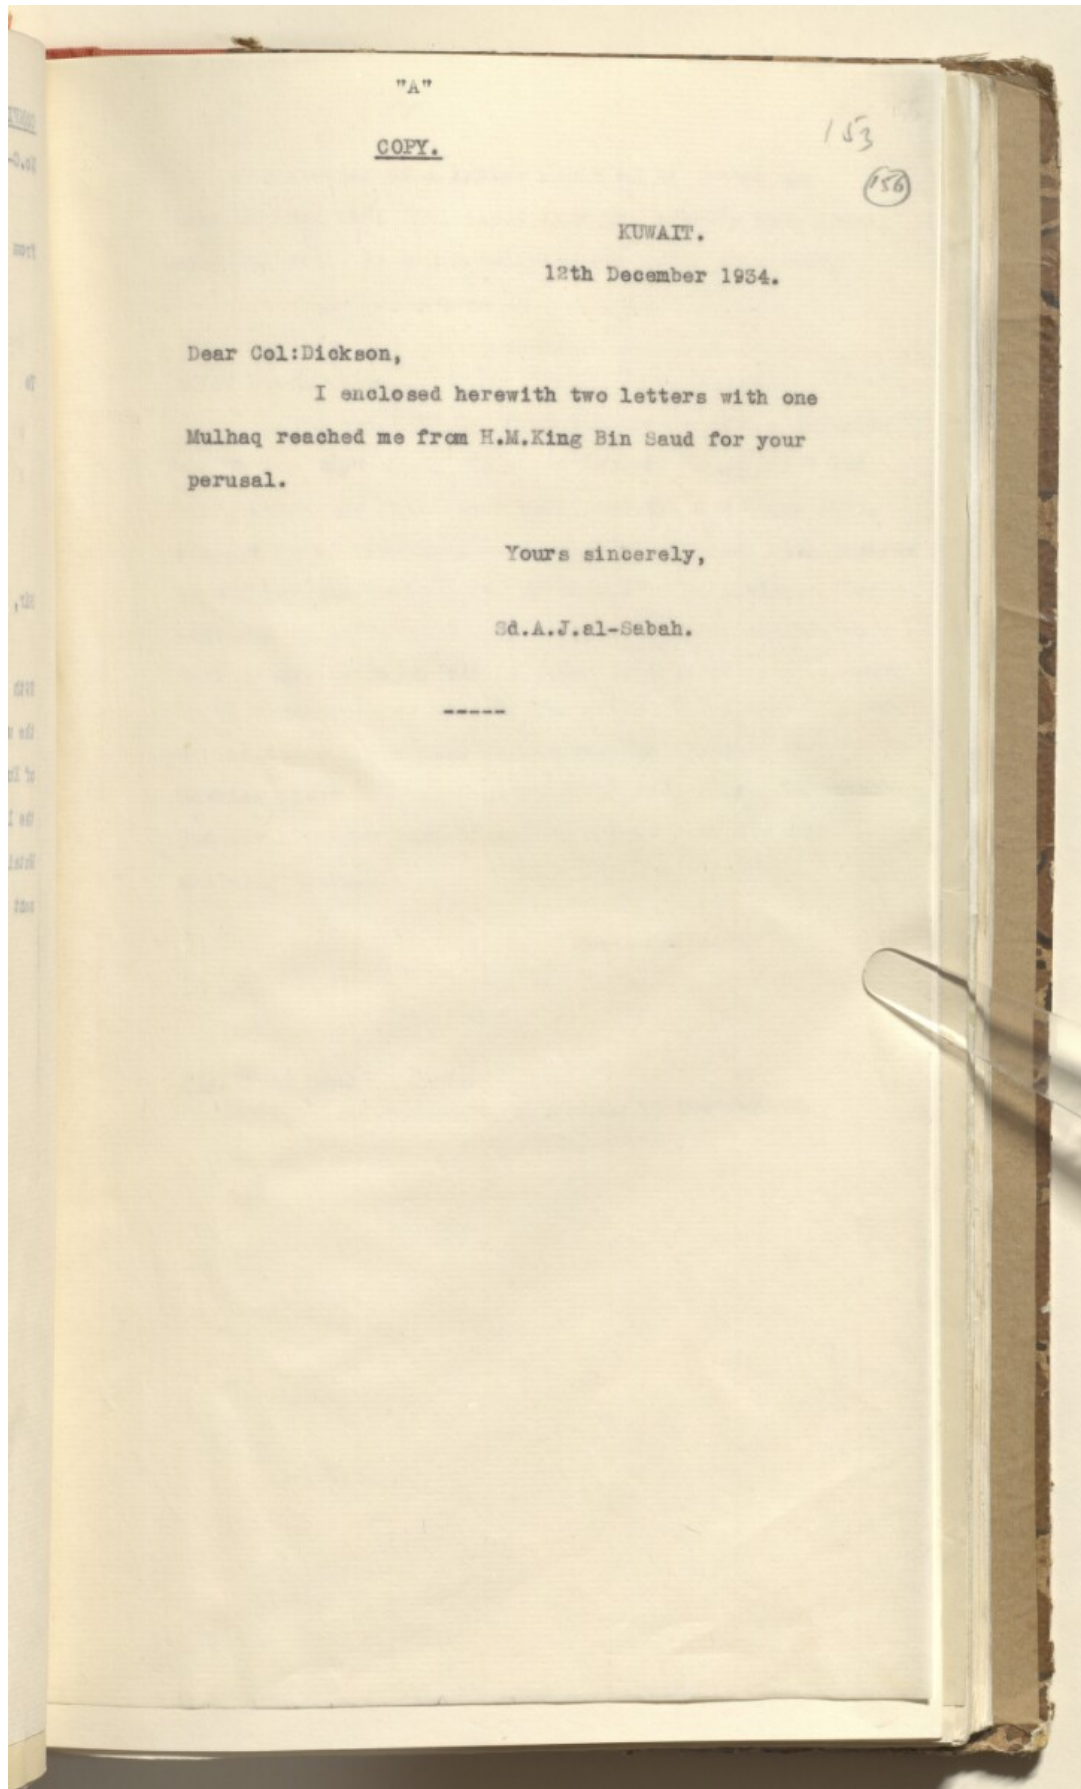 "A"
COPY.
153
156
KUWAIT.
12th December 1934.
Dear Col:Dickson,
I enclosed herewith two letters with one
Mulhaq reached me from H.M.King Bin Saud for your
perusal.
Yours sincerely,
Sd.A.J.al-Sabah.
-----